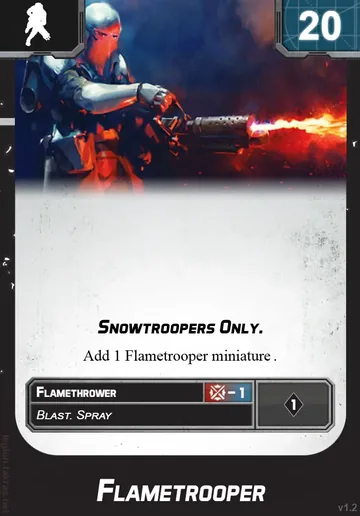 20
SNOWTROOPERS ONLY.
Add 1 Flametrooper miniature .
FLAMETHROWER
- 1
BLAST. SPRAY
1
FLAMETROOPER
v1.2